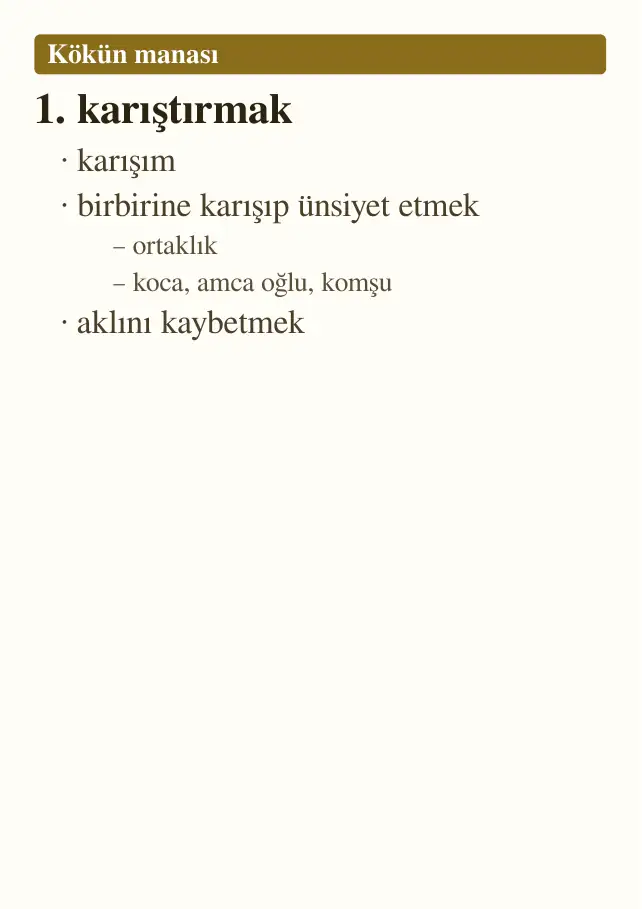 Kökün manası
1. karıştırmak
· karışım
· birbirine karışıp ünsiyet etmek
– ortaklık
– koca, amca oğlu, komşu
· aklını kaybetmek